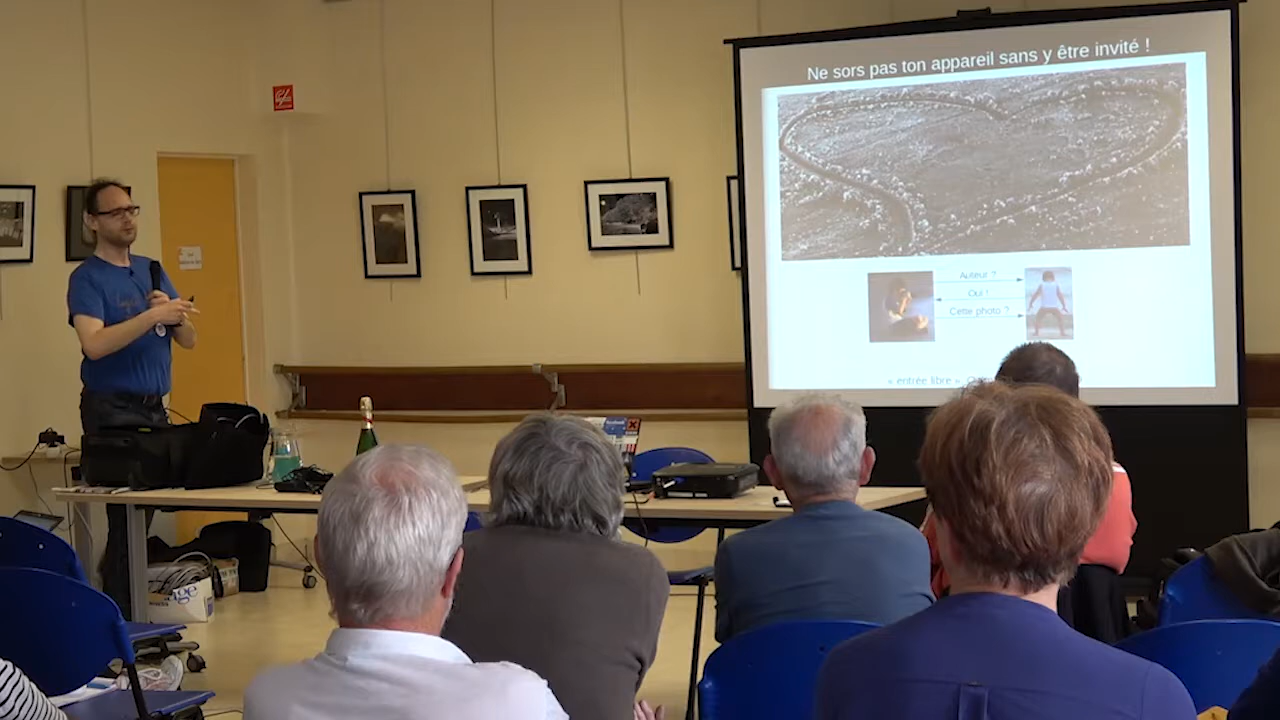 Ne sors pas ton appareil sans y être invité !
Auteur ?
Oui !
Cette photo ?
« entrée libre »